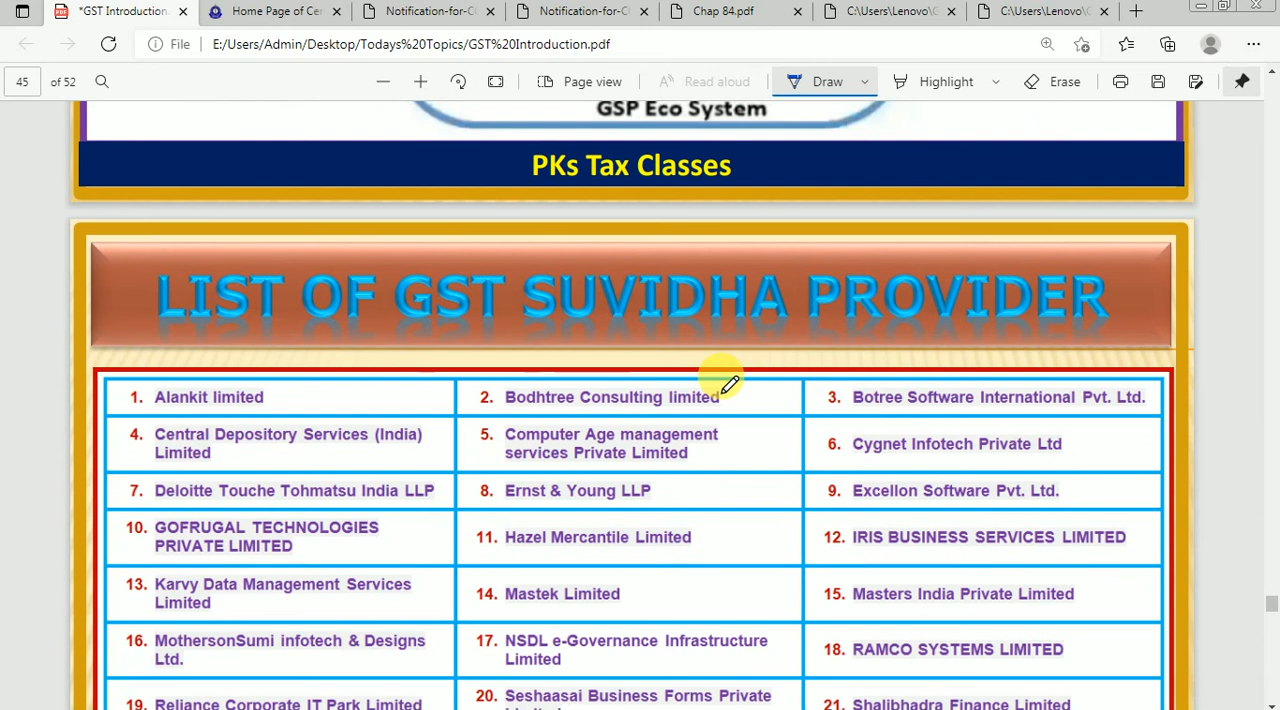 *GST Introduction.
Home Page of Cen
Notification-for-C
Notification-for-C
Chap 84.pdf
C:\Users\Lenovo\
C:\Users\Lenovo\
File
E:/Users/Admin/Desktop/Todays%20Topics/GST%20Introduction.pdf
45 of 52
Page view
Read aloud
Draw
Highlight
Erase
GSP Eco System
PKs Tax Classes
LIST OF GST SUVIDHA PROVIDER
1. Alankit limited
2. Bodhtree Consulting limited
3. Botree Software International Pvt. Ltd.
4. Central Depository Services (India)
Limited
5. Computer Age management
services Private Limited
6. Cygnet Infotech Private Ltd
7. Deloitte Touche Tohmatsu India LLP
8. Ernst & Young LLP
9. Excellon Software Pvt. Ltd.
10. GOFRUGAL TECHNOLOGIES
PRIVATE LIMITED
11. Hazel Mercantile Limited
12. IRIS BUSINESS SERVICES LIMITED
13. Karvy Data Management Services
Limited
14. Mastek Limited
15. Masters India Private Limited
16. MothersonSumi infotech & Designs
Ltd.
17. NSDL e-Governance Infrastructure
Limited
18. RAMCO SYSTEMS LIMITED
19. Reliance Corporate IT Park Limited
20. Seshaasai Business Forms Private
21. Shalibhadra Finance Limited